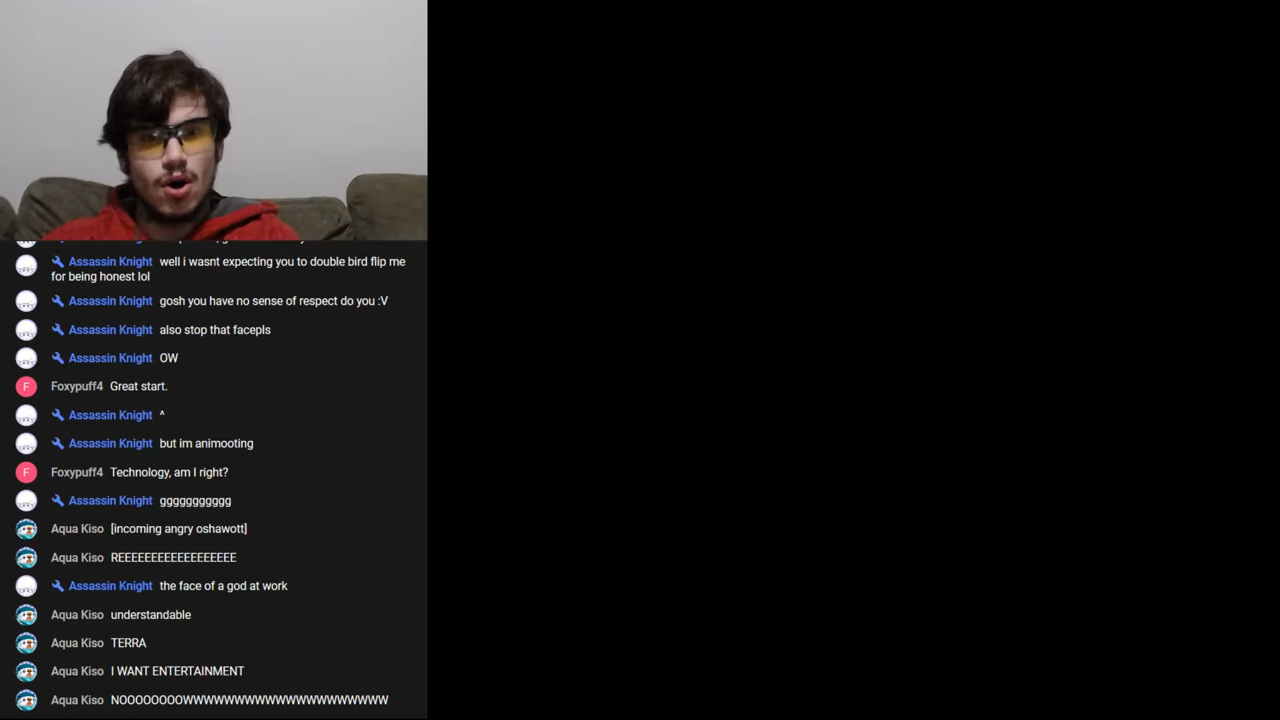 Assassin Knight well i wasnt expecting you to double bird flip me
for being honest lol
Assassin Knight gosh you have no sense of respect do you :V
Assassin Knight also stop that facepls
Assassin Knight OW
F Foxypuff4 Great start.
Assassin Knight ^
Assassin Knight but im animooting
F Foxypuff4 Technology, am I right?
Assassin Knight ggggggggggg
Aqua Kiso [incoming angry oshawott]
Aqua Kiso REEEEEEEEEEEEEEEEEE
Assassin Knight the face of a god at work
Aqua Kiso understandable
Aqua Kiso TERRA
Aqua Kiso I WANT ENTERTAINMENT
Aqua Kiso NOOOOOOOOWWWWWWWWWWWWWWWWWWWWW